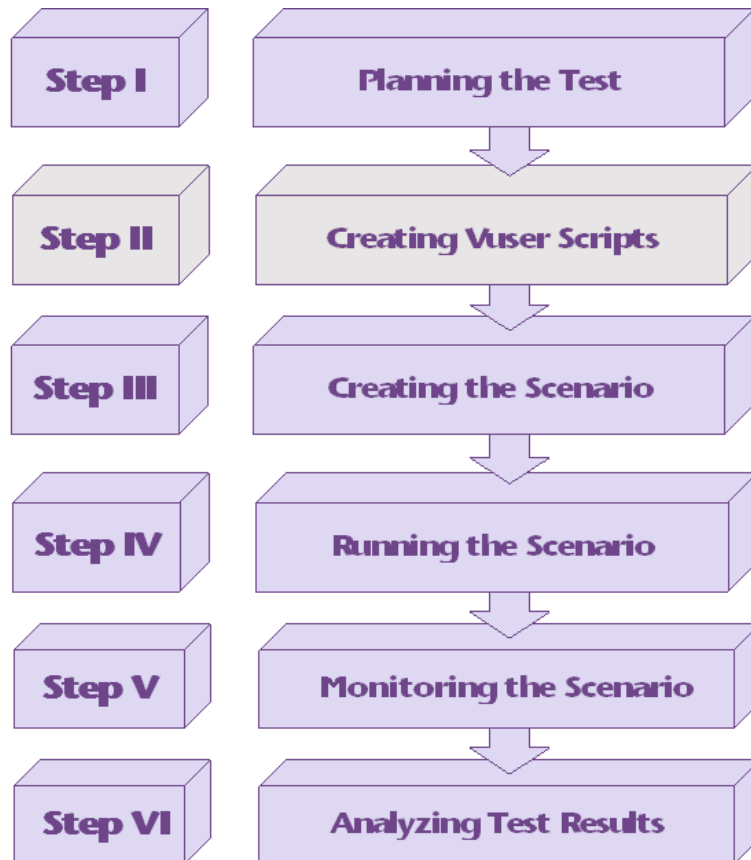 Step I
Planning the Test
Step II
Creating Vuser Scripts
Step III
Creating the Scenario
Step IV
Running the Scenario
Step V
Monitoring the Scenario
Step VI
Analyzing Test Results